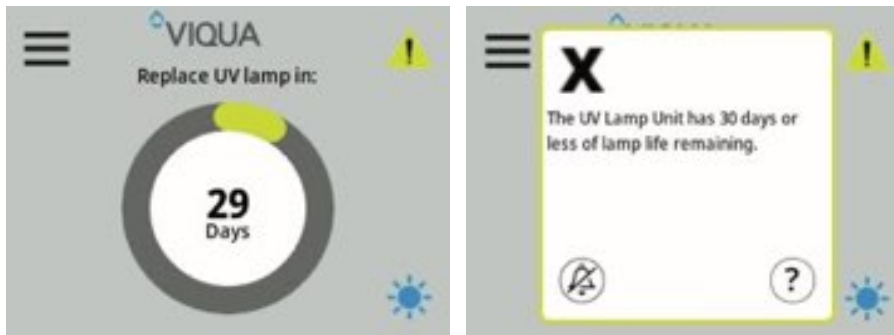 VIQUA
Replace UV lamp in:
29
Days
!
X
The UV Lamp Unit has 30 days or
less of lamp life remaining.
?
!